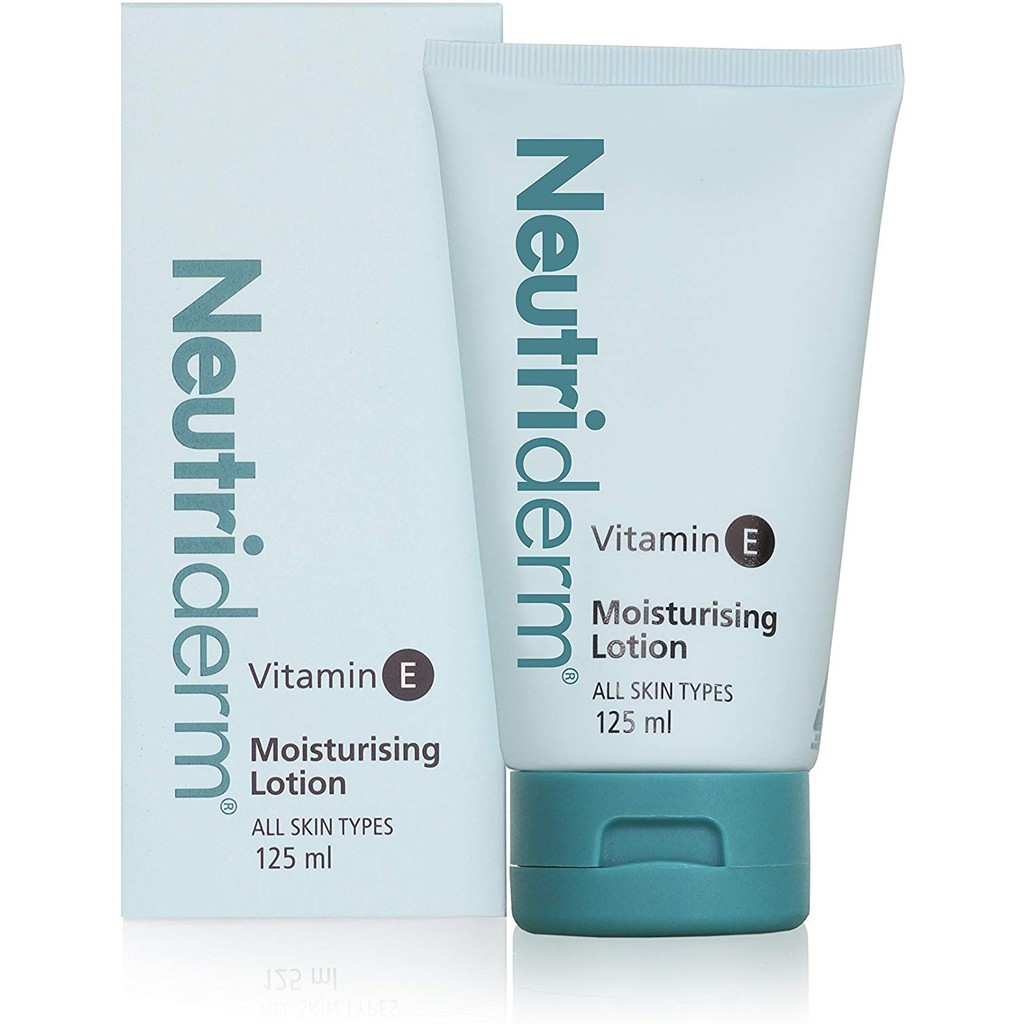 Neutriderm®
Vitamin E
Moisturising
Lotion
ALL SKIN TYPES
125 ml
Neutriderm®
Vitamin E
Moisturising
Lotion
ALL SKIN TYPES
125 ml